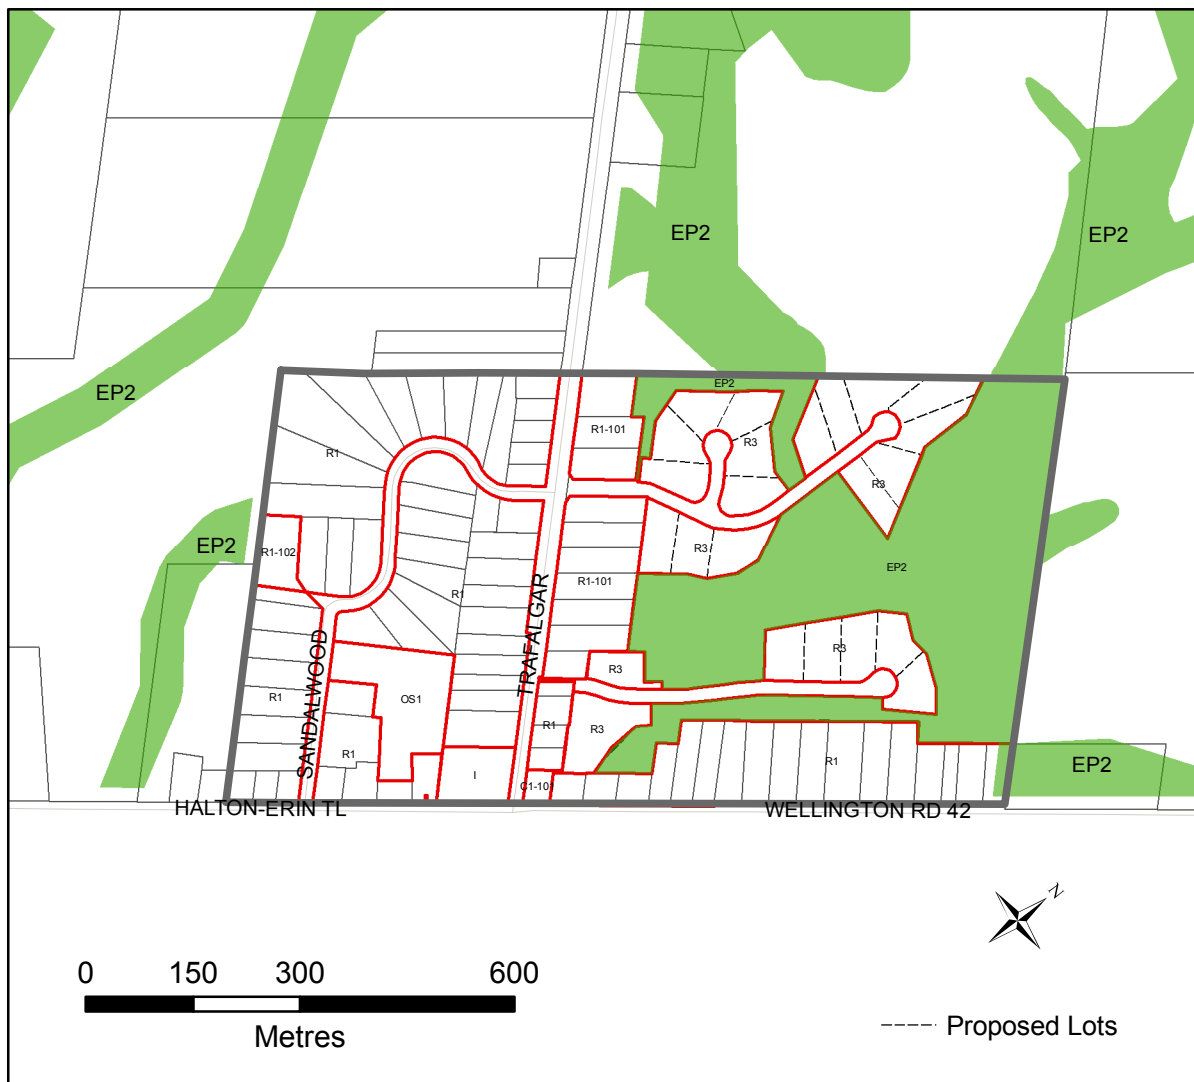 EP2
EP2
EP2
EP2
R1-101
R3
R1
R3
EP2
R1-102
R3
EP2
R1-101
R1
TRAFALGAR
SANDALWOOD
R3
R3
R1
OS1
R1
R3
R1
R1
I
C1-101
EP2
HALTON-ERIN TL
WELLINGTON RD 42
N
0 150 300 600
Metres
Proposed Lots